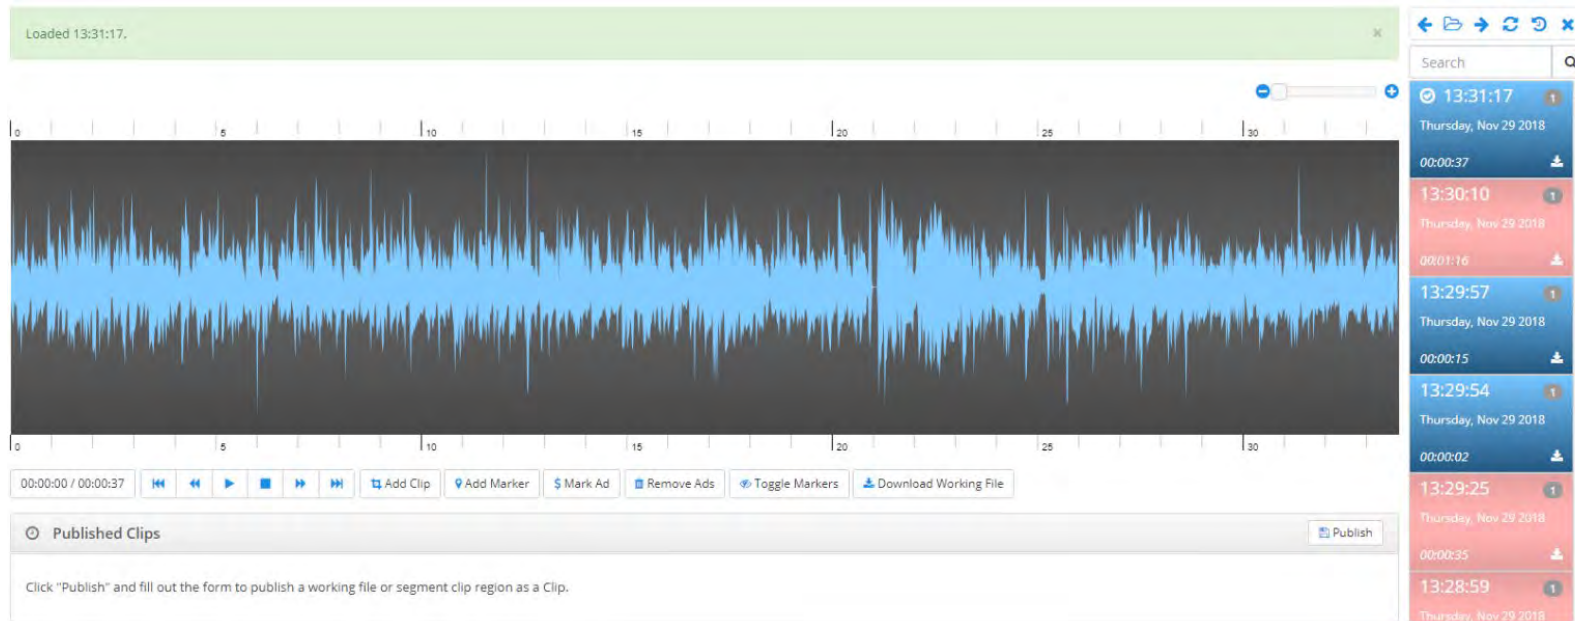 Loaded 13:31:17.
×
0 5 10 15 20 25 30
0 5 10 15 20 25 30
00:00:00 / 00:00:37
Add Clip
Add Marker
$ Mark Ad
Remove Ads
Toggle Markers
Download Working File
Published Clips
Publish
Click "Publish" and fill out the form to publish a working file or segment clip region as a Clip.
Search
13:31:17 1
Thursday, Nov 29 2018
00:00:37
13:30:10 1
Thursday, Nov 29 2018
00:01:16
13:29:57 1
Thursday, Nov 29 2018
00:00:15
13:29:54 1
Thursday, Nov 29 2018
00:00:02
13:29:25 1
Thursday, Nov 29 2018
00:00:35
13:28:59 1
Thursday, Nov 29 2018